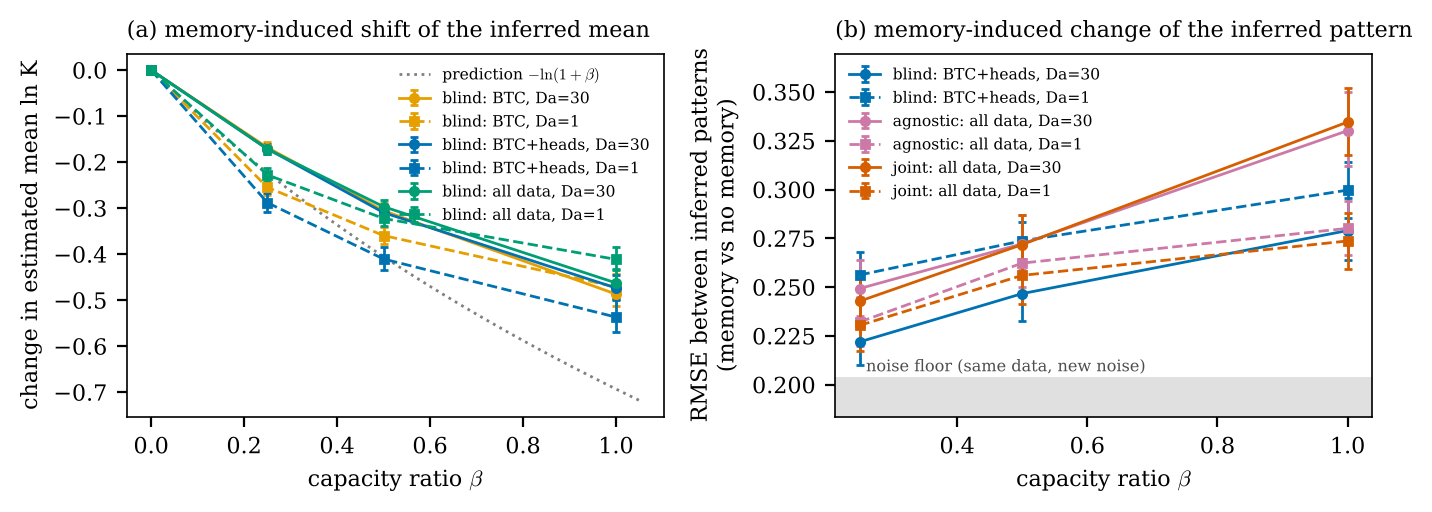 (a) memory-induced shift of the inferred mean
change in estimated mean ln K
0.0
−0.1
−0.2
−0.3
−0.4
−0.5
−0.6
−0.7
prediction −ln(1 + β)
blind: BTC, Da=30
blind: BTC, Da=1
blind: BTC+heads, Da=30
blind: BTC+heads, Da=1
blind: all data, Da=30
blind: all data, Da=1
0.0 0.2 0.4 0.6 0.8 1.0
capacity ratio β
(b) memory-induced change of the inferred pattern
RMSE between inferred patterns
(memory vs no memory)
0.350
0.325
0.300
0.275
0.250
0.225
0.200
blind: BTC+heads, Da=30
blind: BTC+heads, Da=1
agnostic: all data, Da=30
agnostic: all data, Da=1
joint: all data, Da=30
joint: all data, Da=1
noise floor (same data, new noise)
0.4 0.6 0.8 1.0
capacity ratio β